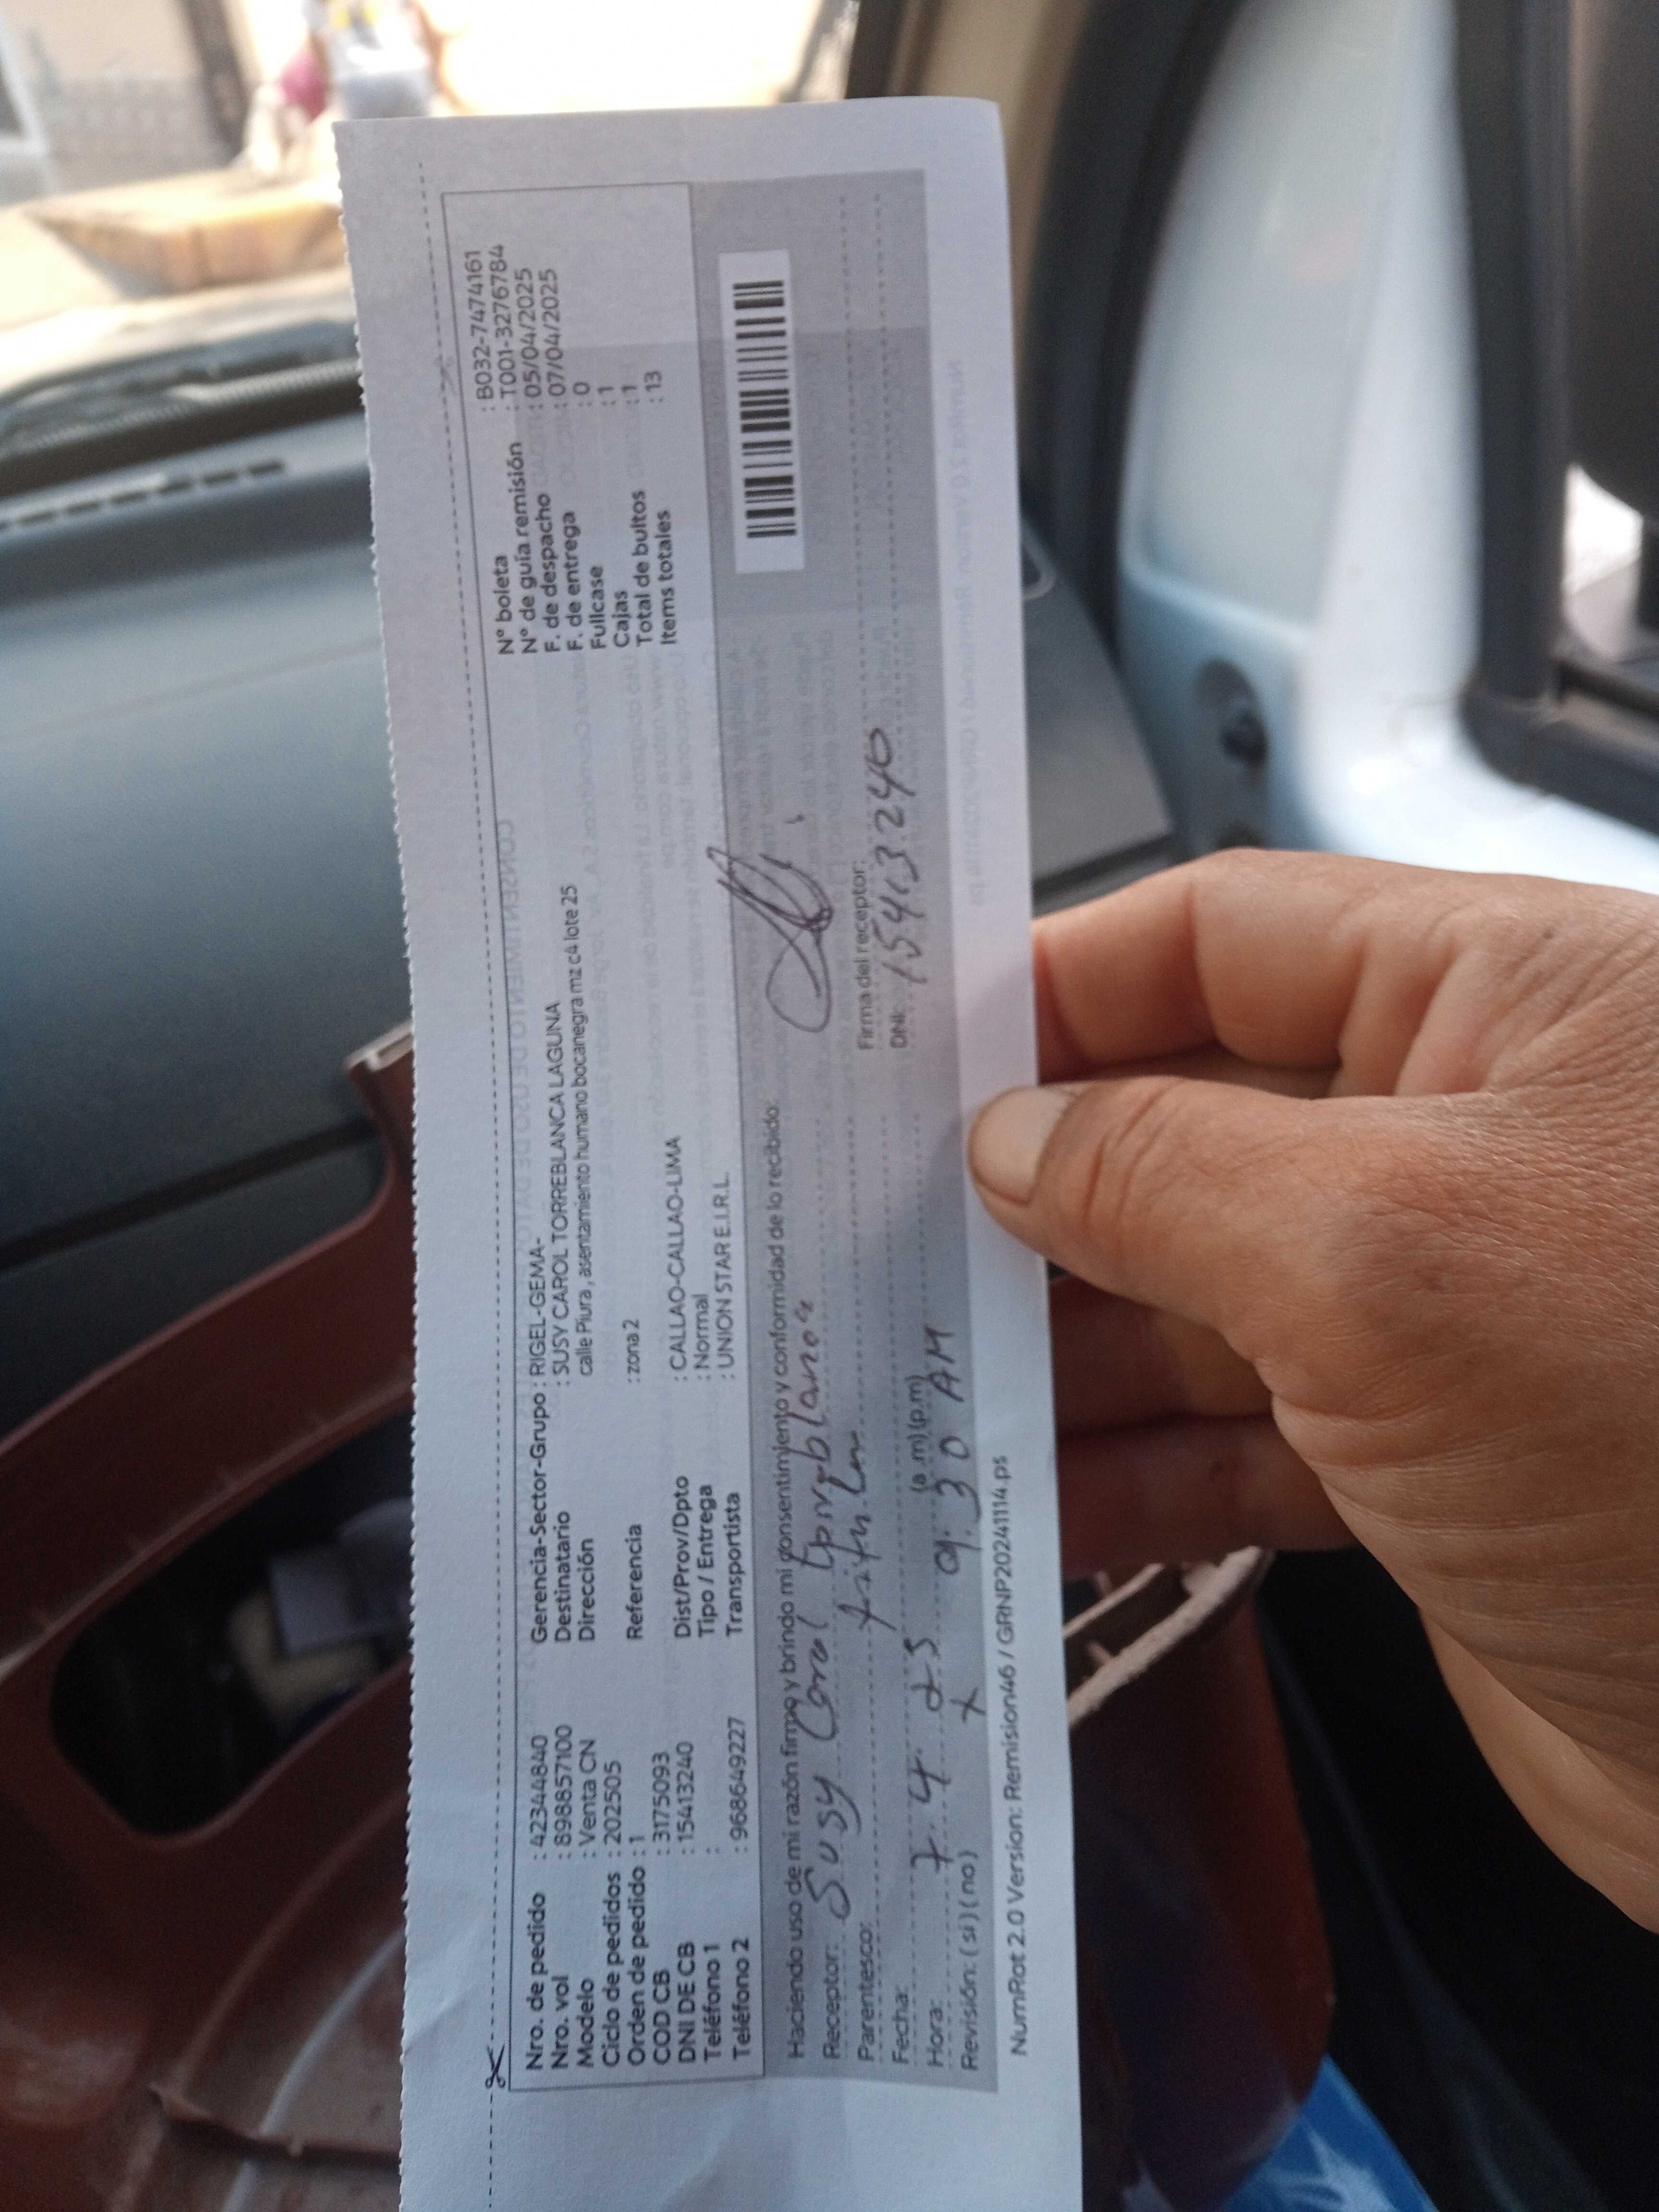 Nro. de pedido : 42344840
Nro. vol : 898857100
Modelo : Venta CN
Ciclo de pedidos : 202505
Orden de pedido : 1
COD CB : 3175093
DNI DE CB : 15413240
Teléfono 1 :
Teléfono 2 : 968649227
Gerencia-Sector-Grupo : RIGEL-GEMA-
Destinatario : SUSY CAROL TORREBLANCA LAGUNA
Dirección calle Piura , asentamiento humano bocanegra mz c4 lote 25
Referencia : zona 2
Dist/Prov/Dpto : CALLAO-CALLAO-LIMA
Tipo / Entrega : Normal
Transportista : UNION STAR E.I.R.L.
N° boleta : B032-7474161
N° de guía remisión : T001-3276784
F. de despacho : 05/04/2025
F. de entrega : 07/04/2025
Fullcase : 0
Cajas : 1
Total de bultos : 1
Items totales : 13
Haciendo uso de mi razón firmo y brindo mi consentimiento y conformidad de lo recibido:
Receptor: Susy Carol
Parentesco:
Fecha: 7. 4
Hora: 9. 30 AM (a .m) (p.m)
Revisión: ( si ) ( no )
Firma del receptor:
DNI: 15413240
NumRot 2.0 Version: Remision46 / GRNP20241114.ps